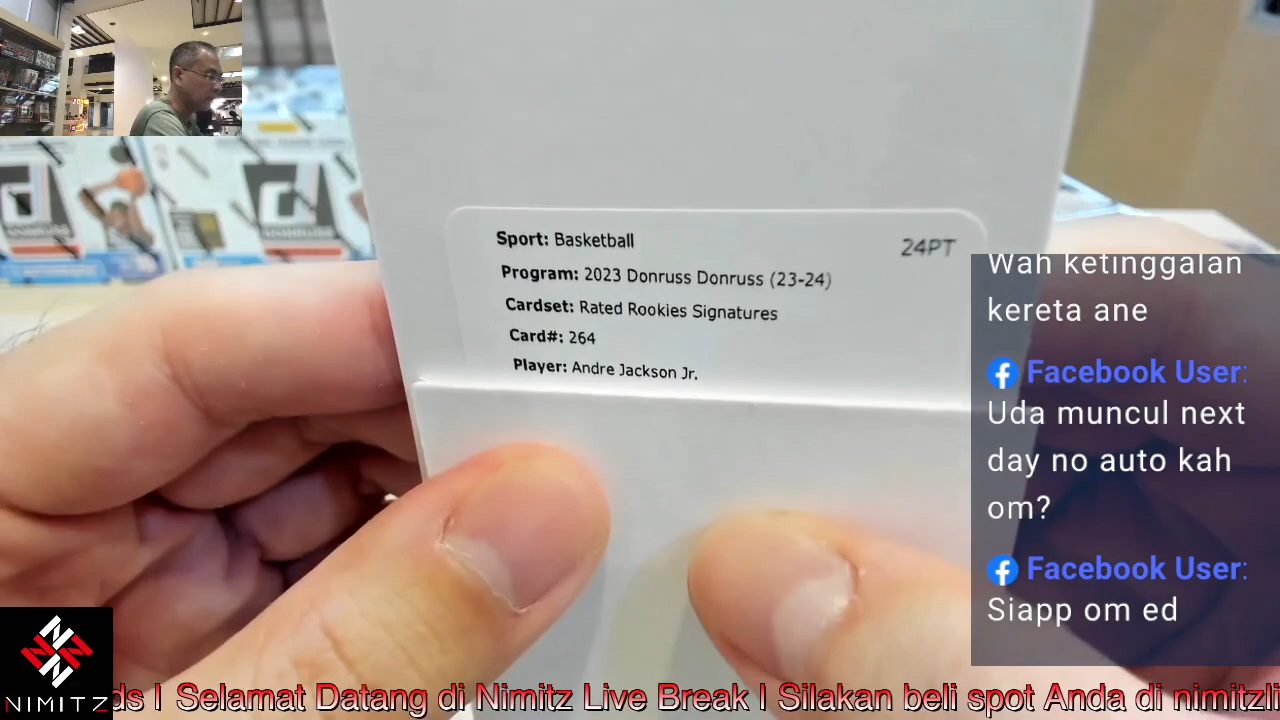 Sport: Basketball
24PT
Program: 2023 Donruss Donruss (23-24)
Cardset: Rated Rookies Signatures
Card#: 264
Player: Andre Jackson Jr.
Wah ketinggalan
kereta ane
Facebook User:
Uda muncul next
day no auto kah
om?
Facebook User:
Siapp om ed
NIMITZ
ds | Selamat Datang di Nimitz Live Break | Silakan beli spot Anda di nimitzli